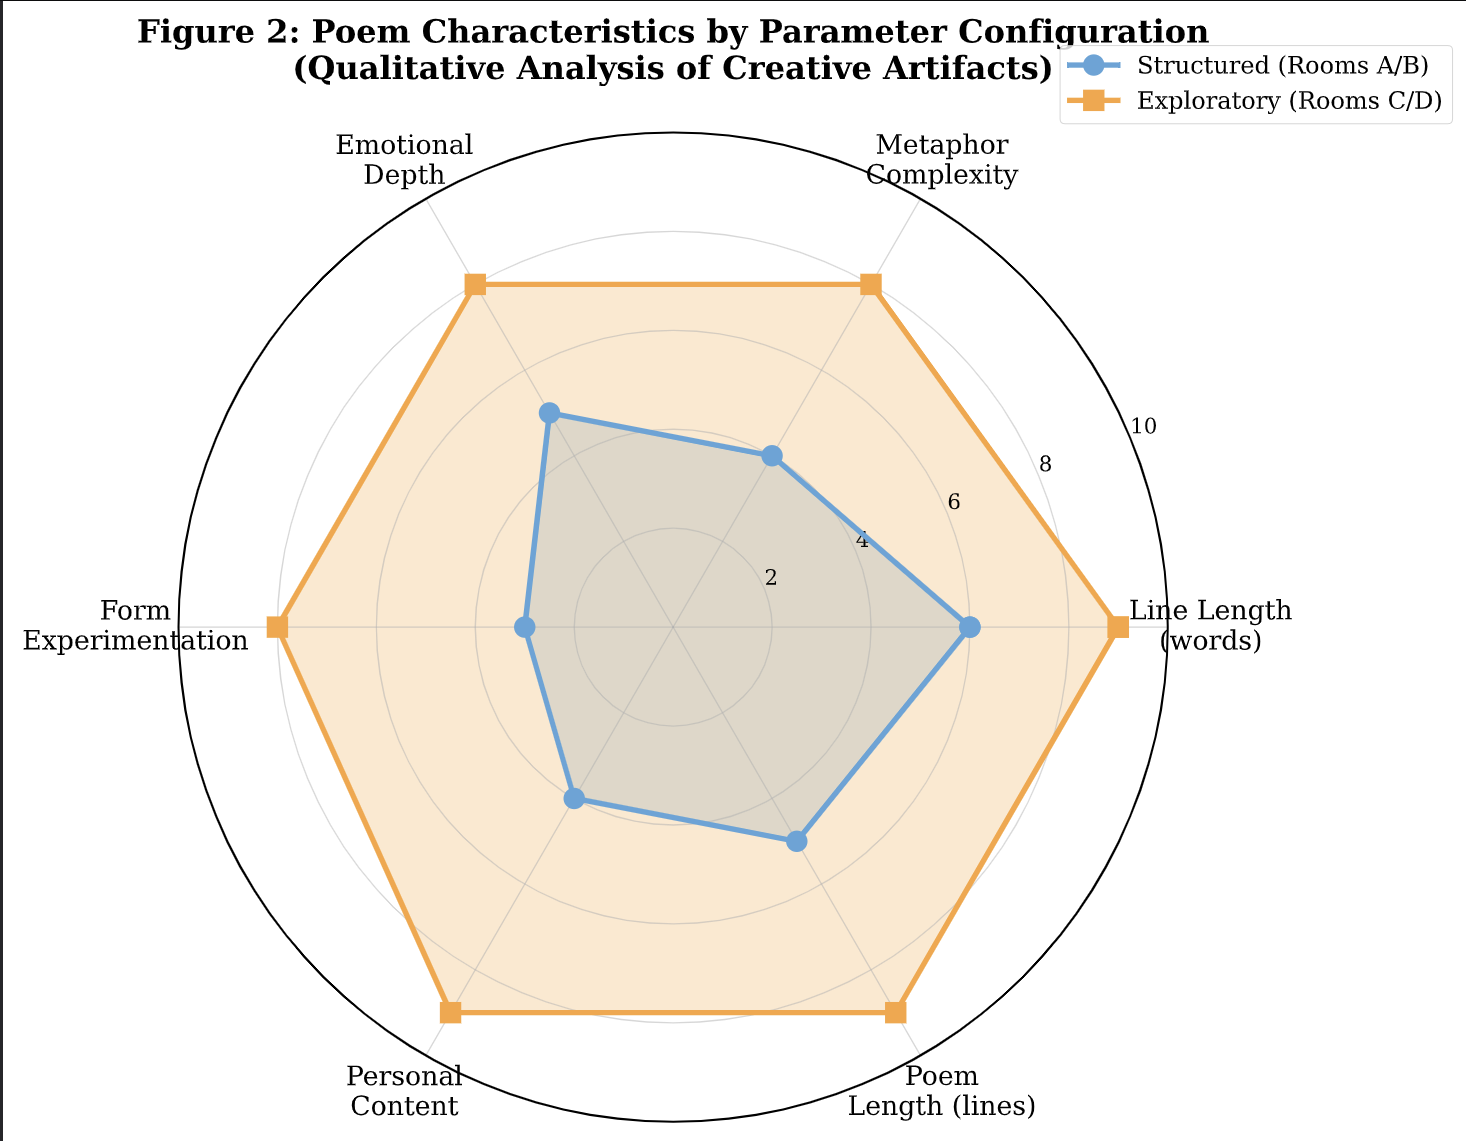 Figure 2: Poem Characteristics by Parameter Configuration
(Qualitative Analysis of Creative Artifacts)
Structured (Rooms A/B)
Exploratory (Rooms C/D)
Emotional
Depth
Metaphor
Complexity
10
8
6
4
2
Form
Experimentation
Line Length
(words)
Personal
Content
Poem
Length (lines)